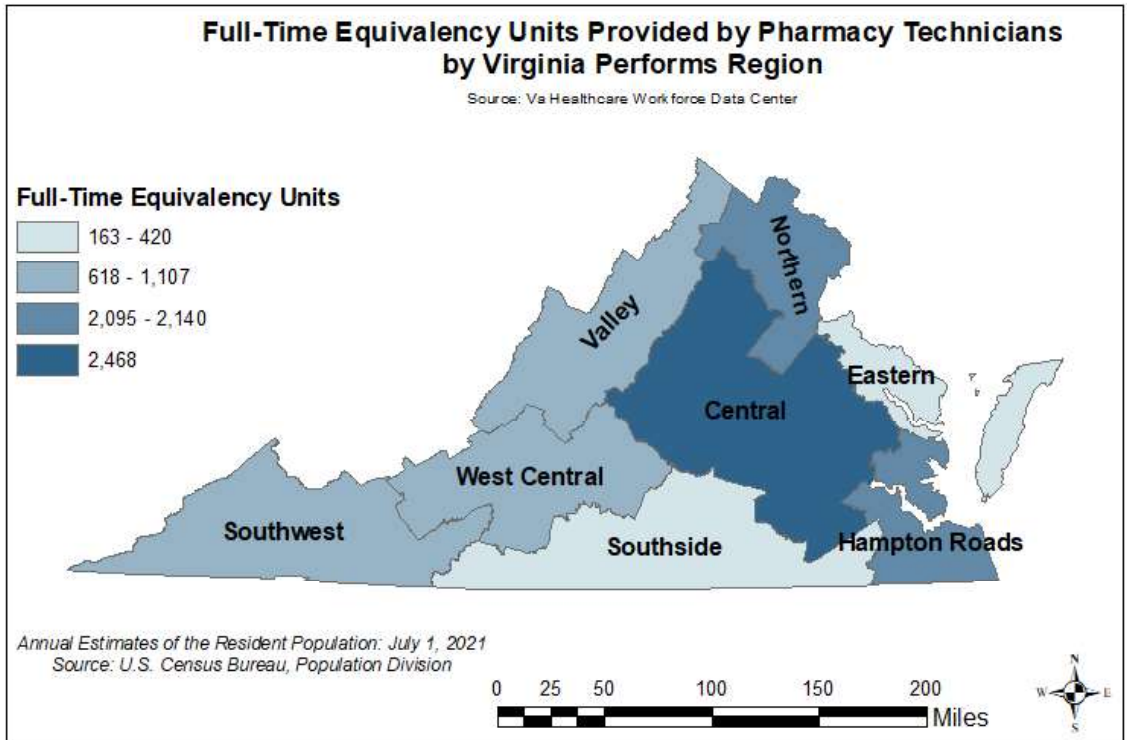 Full-Time Equivalency Units Provided by Pharmacy Technicians
by Virginia Performs Region
Source: Va Healthcare Workforce Data Center
Full-Time Equivalency Units
163 - 420
618 - 1,107
2,095 - 2,140
2,468
Northern
Valley
Eastern
Central
West Central
Southwest
Southside
Hampton Roads
Annual Estimates of the Resident Population: July 1, 2021
Source: U.S. Census Bureau, Population Division
0 25 50 100 150 200
Miles
N
W E
S